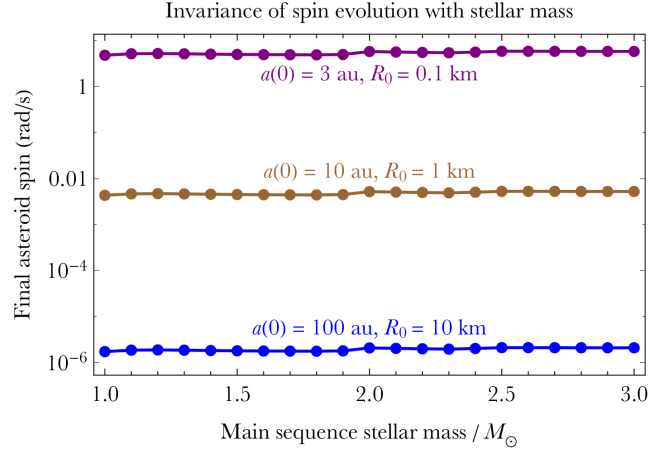 Invariance of spin evolution with stellar mass
Final asteroid spin (rad/s)
1
0.01
10⁻⁴
10⁻⁶
a(0) = 3 au, R₀ = 0.1 km
a(0) = 10 au, R₀ = 1 km
a(0) = 100 au, R₀ = 10 km
1.0 1.5 2.0 2.5 3.0
Main sequence stellar mass / M⊙